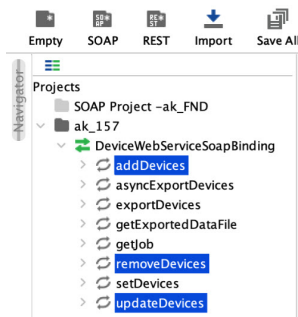 Empty SOAP REST Import Save All
Navigator
Projects
SOAP Project -ak_FND
ak_157
DeviceWebServiceSoapBinding
addDevices
asyncExportDevices
exportDevices
getExportedDataFile
getJob
removeDevices
setDevices
updateDevices